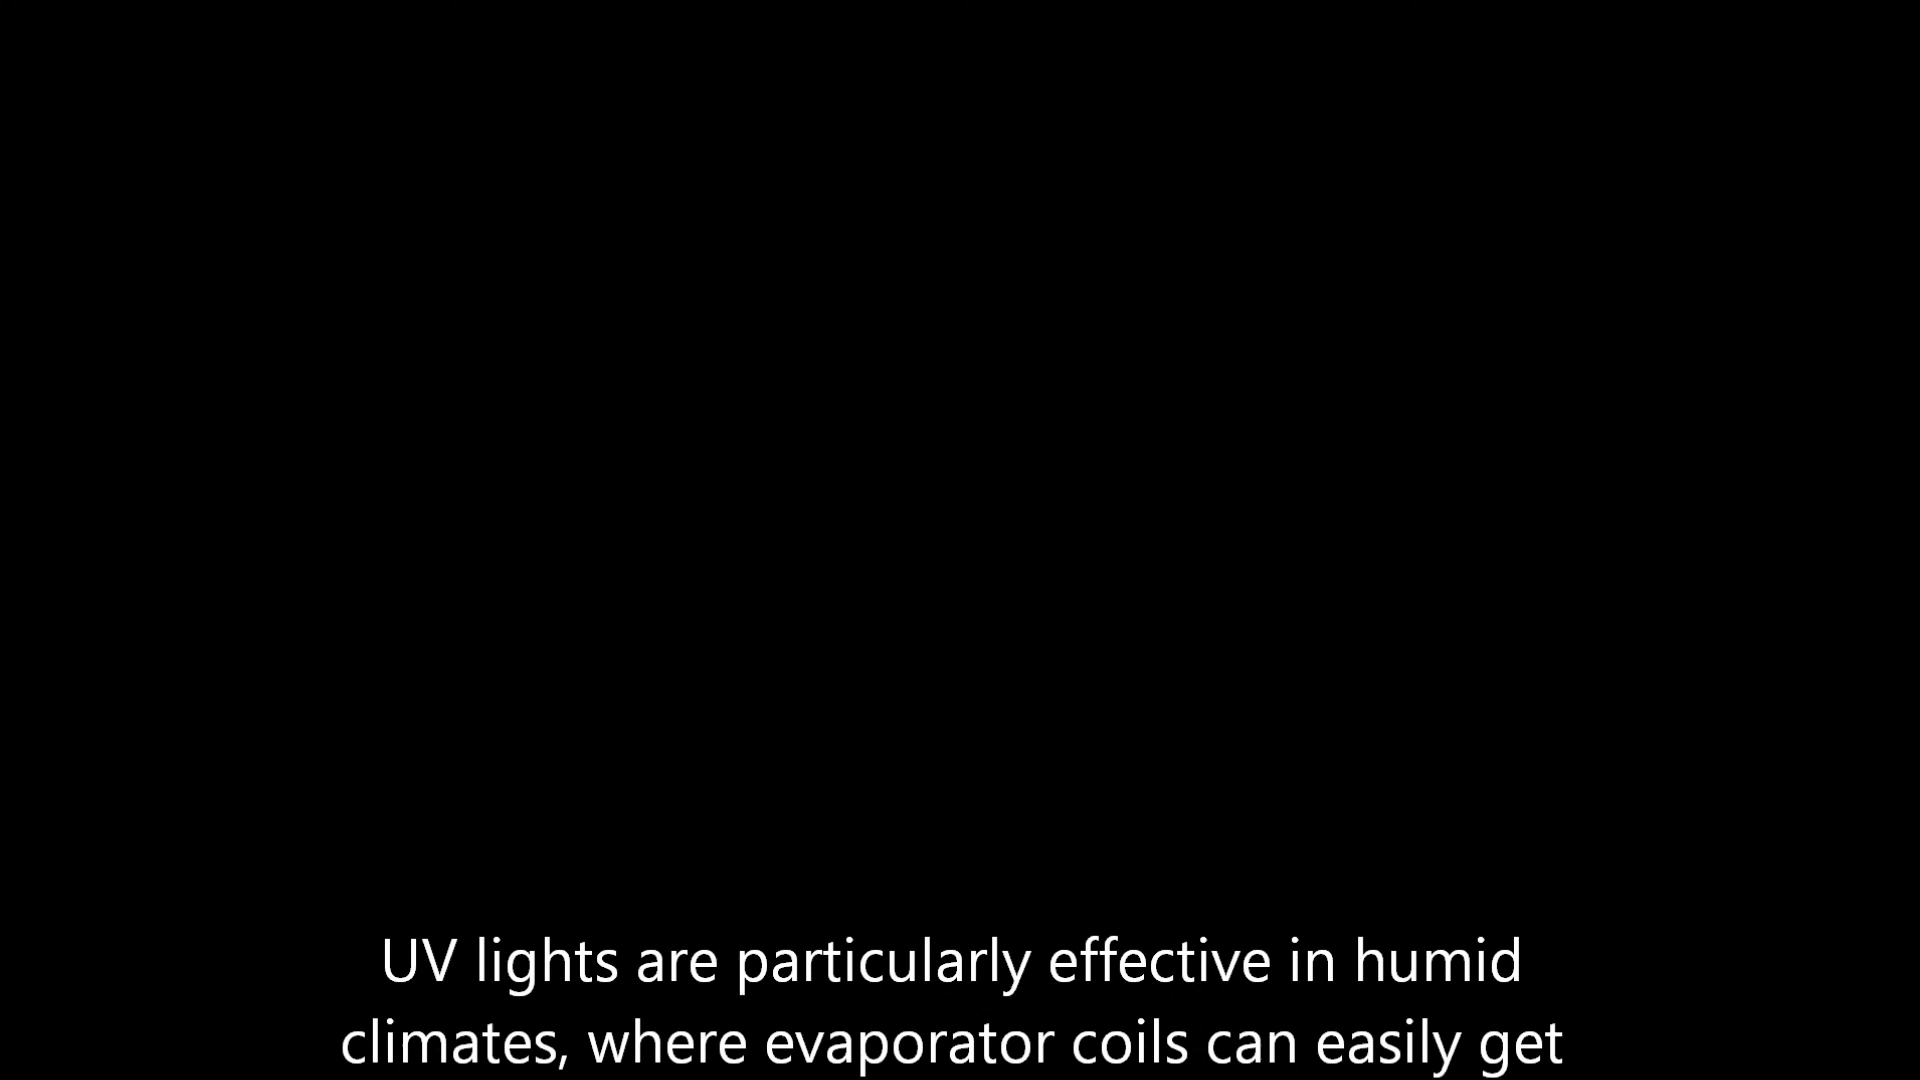 UV lights are particularly effective in humid
climates, where evaporator coils can easily get